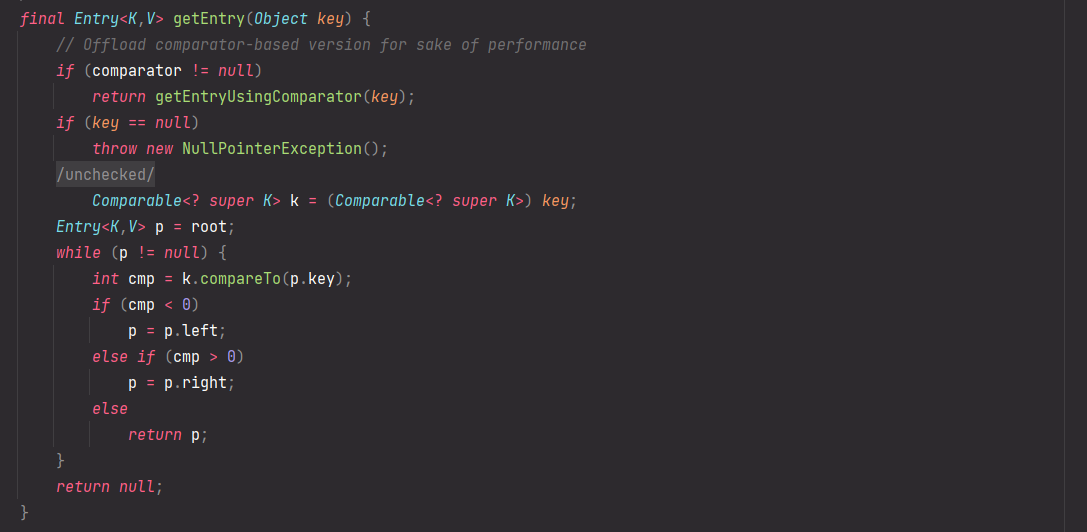 final Entry<K,V> getEntry(Object key) {
    // Offload comparator-based version for sake of performance
    if (comparator != null)
        return getEntryUsingComparator(key);
    if (key == null)
        throw new NullPointerException();
    /unchecked/
        Comparable<? super K> k = (Comparable<? super K>) key;
    Entry<K,V> p = root;
    while (p != null) {
        int cmp = k.compareTo(p.key);
        if (cmp < 0)
            p = p.left;
        else if (cmp > 0)
            p = p.right;
        else
            return p;
    }
    return null;
}